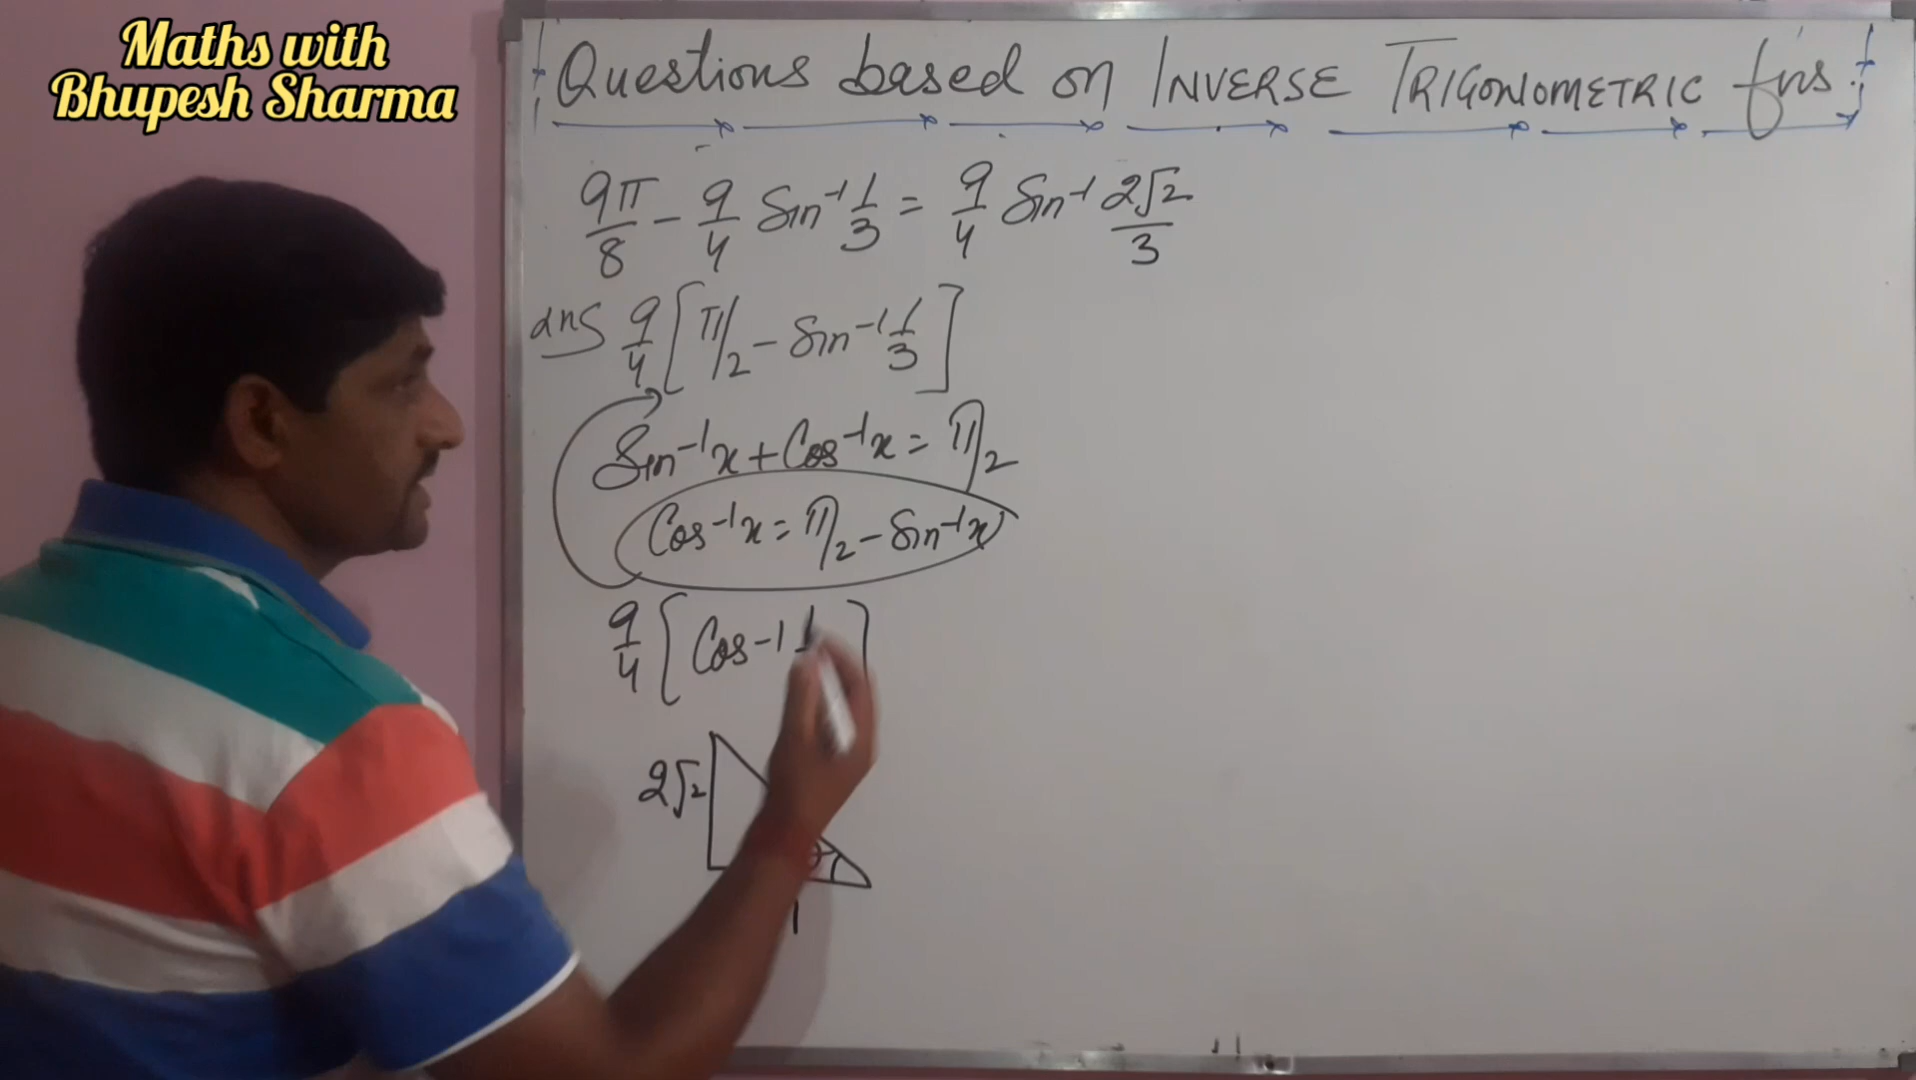 Maths with
Bhupesh Sharma
Questions based on INVERSE TRIGONOMETRIC fns.
9π/8 - 9/4 Sin⁻¹ 1/3 = 9/4 Sin⁻¹ 2√2/3
ans 9/4 [π/2 - Sin⁻¹ 1/3]
Sin⁻¹x + Cos⁻¹x = π/2
Cos⁻¹x = π/2 - Sin⁻¹x
9/4 [Cos⁻¹ 1 ]
2√2
1